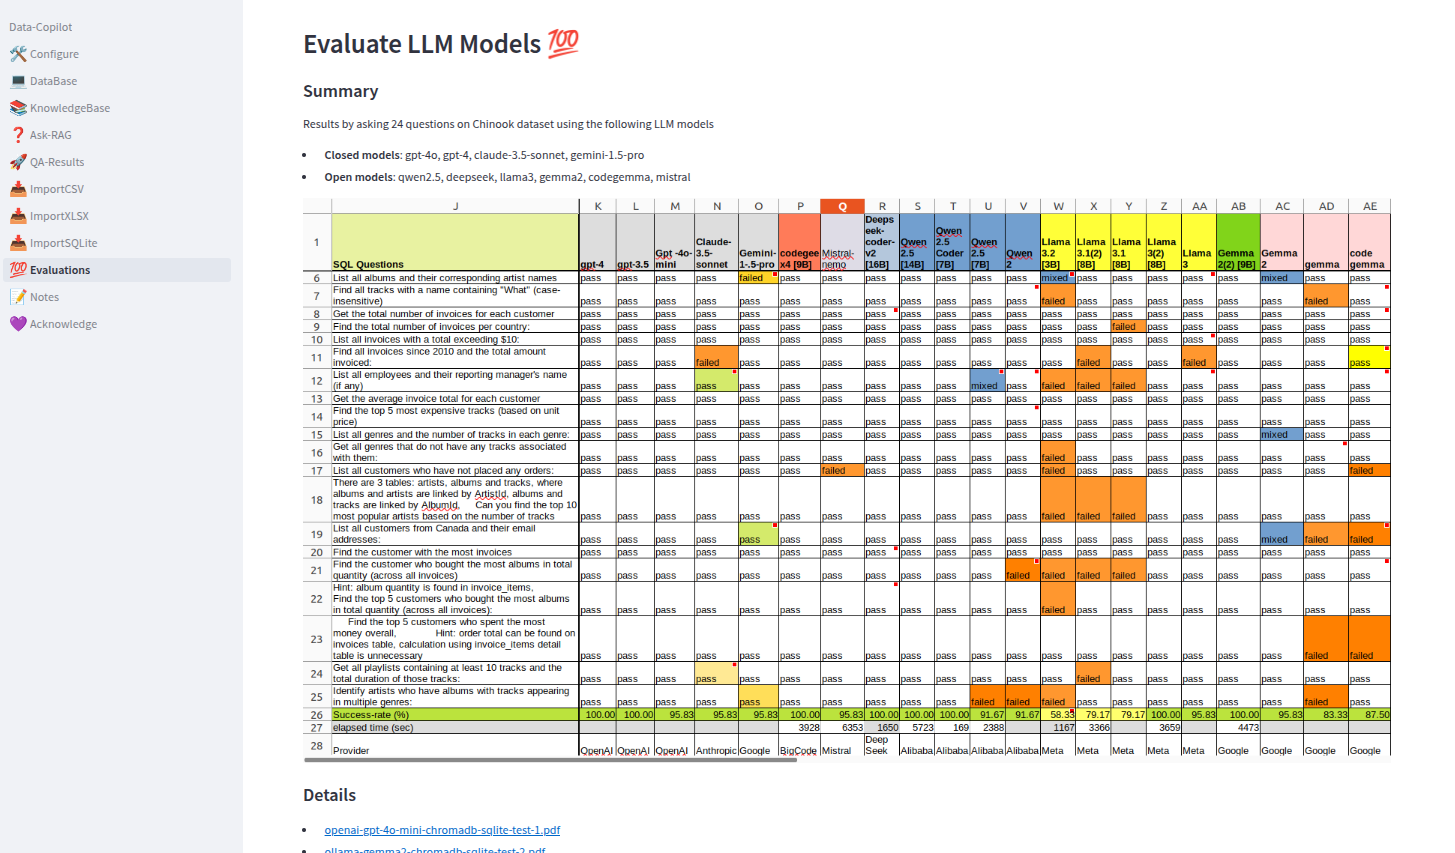 Data-Copilot
Configure
DataBase
KnowledgeBase
Ask-RAG
QA-Results
ImportCSV
ImportXLSX
ImportSQLite
Evaluations
Notes
Acknowledge
Evaluate LLM Models 💯
Summary
Results by asking 24 questions on Chinook dataset using the following LLM models
• Closed models: gpt-4o, gpt-4, claude-3.5-sonnet, gemini-1.5-pro
• Open models: qwen2.5, deepseek, llama3, gemma2, codegemma, mistral
J K L M N O P Q R S T U V W X Y Z AA AB AC AD AE
1 SQL Questions gpt-4 gpt-3.5 Gpt -4o-mini Claude-3.5-sonnet Gemini-1-.5-pro codegeex4 [9B] Mistral-nemo Deepseek-coder-v2 [16B] Qwen 2.5 [14B] Qwen 2.5 Coder [7B] Qwen 2.5 [7B] Qwen 2 Llama 3.2 [3B] Llama 3.1(2) [8B] Llama 3.1 [8B] Llama 3(2) [8B] Llama 3 Gemma 2(2) [9B] Gemma 2 gemma code gemma
6 List all albums and their corresponding artist names pass pass pass pass failed pass pass pass pass pass pass pass mixed pass pass pass pass pass mixed pass pass
7 Find all tracks with a name containing "What" (case-insensitive) pass pass pass pass pass pass pass pass pass pass pass pass failed pass pass pass pass pass pass failed pass
8 Get the total number of invoices for each customer pass pass pass pass pass pass pass pass pass pass pass pass pass pass pass pass pass pass pass pass pass
9 Find the total number of invoices per country: pass pass pass pass pass pass pass pass pass pass pass pass pass pass failed pass pass pass pass pass pass
10 List all invoices with a total exceeding $10: pass pass pass pass pass pass pass pass pass pass pass pass pass pass pass pass pass pass pass pass pass
11 Find all invoices since 2010 and the total amount invoiced: pass pass pass failed pass pass pass pass pass pass pass pass pass failed pass pass failed pass pass pass pass
12 List all employees and their reporting manager's name (if any) pass pass pass pass pass pass pass pass pass pass mixed pass failed failed failed pass pass pass pass pass pass
13 Get the average invoice total for each customer pass pass pass pass pass pass pass pass pass pass pass pass pass pass pass pass pass pass pass pass pass
14 Find the top 5 most expensive tracks (based on unit price) pass pass pass pass pass pass pass pass pass pass pass pass pass pass pass pass pass pass pass pass pass
15 List all genres and the number of tracks in each genre: pass pass pass pass pass pass pass pass pass pass pass pass pass pass pass pass pass pass mixed pass pass
16 Get all genres that do not have any tracks associated with them: pass pass pass pass pass pass pass pass pass pass pass pass failed pass pass pass pass pass pass pass pass
17 List all customers who have not placed any orders: pass pass pass pass pass pass failed pass pass pass pass pass failed pass pass pass pass pass pass pass failed
18 There are 3 tables: artists, albums and tracks, where albums and artists are linked by ArtistId, albums and tracks are linked by AlbumId, Can you find the top 10 most popular artists based on the number of tracks pass pass pass pass pass pass pass pass pass pass pass pass failed failed failed pass pass pass pass pass pass
19 List all customers from Canada and their email addresses: pass pass pass pass pass pass pass pass pass pass pass pass pass pass pass pass pass pass mixed failed failed
20 Find the customer with the most invoices pass pass pass pass pass pass pass pass pass pass pass pass pass pass pass pass pass pass pass pass pass
21 Find the customer who bought the most albums in total quantity (across all invoices) pass pass pass pass pass pass pass pass pass pass pass failed failed failed failed pass pass pass pass pass pass
22 Hint: album quantity is found in invoice_items, Find the top 5 customers who bought the most albums in total quantity (across all invoices): pass pass pass pass pass pass pass pass pass pass pass pass failed pass pass pass pass pass pass pass pass
23 Find the top 5 customers who spent the most money overall, Hint: order total can be found on invoices table, calculation using invoice_items detail table is unnecessary pass pass pass pass pass pass pass pass pass pass pass pass pass pass pass pass pass pass pass failed failed
24 Get all playlists containing at least 10 tracks and the total duration of those tracks: pass pass pass pass pass pass pass pass pass pass pass pass pass failed pass pass pass pass pass pass pass
25 Identify artists who have albums with tracks appearing in multiple genres: pass pass pass pass pass pass pass pass pass pass failed failed failed pass pass pass pass pass pass failed pass
26 Success-rate (%) 100.00 100.00 95.83 95.83 95.83 100.00 95.83 100.00 100.00 100.00 91.67 91.67 58.33 79.17 79.17 100.00 95.83 100.00 95.83 83.33 87.50
27 elapsed time (sec) 3928 6353 1650 5723 169 2388 1167 3366 3659 4473
28 Provider OpenAI OpenAI OpenAI Anthropic Google BigCode Mistral Deep Seek Alibaba Alibaba Alibaba Alibaba Meta Meta Meta Meta Meta Google Google Google Google
Details
• openai-gpt-4o-mini-chromadb-sqlite-test-1.pdf
• ollama-gemma2-chromadb-sqlite-test-2.pdf